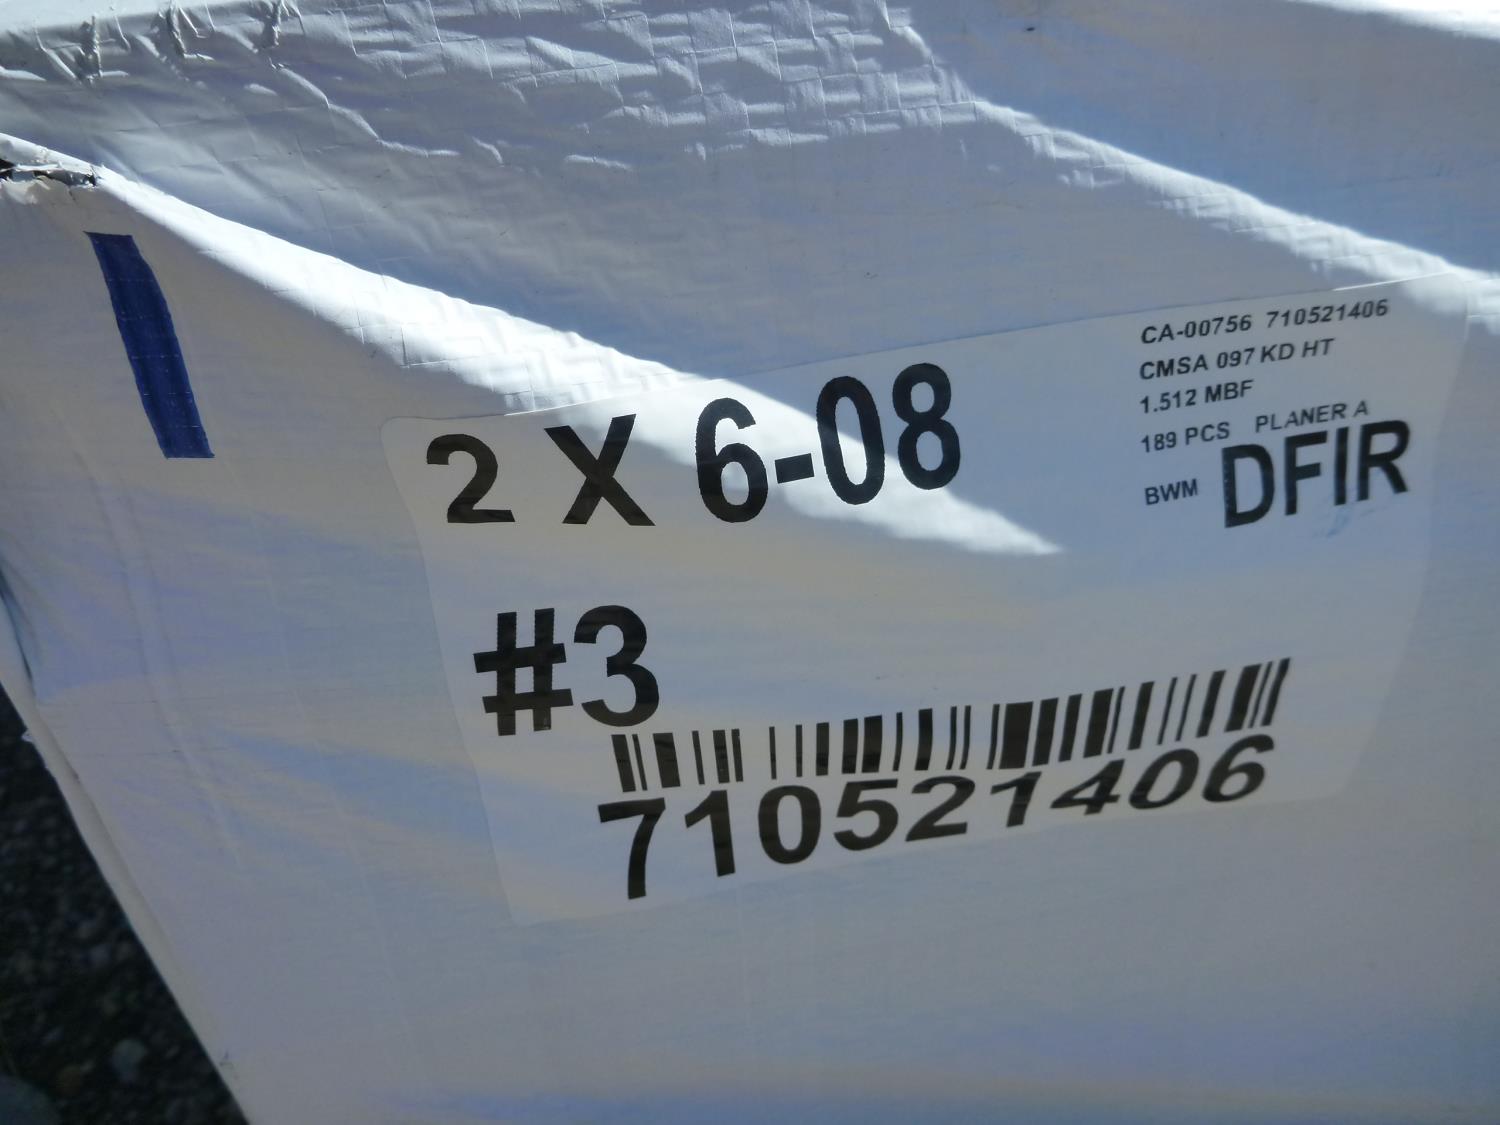 2 X 6-08
CA-00756 710521406
CMSA 097 KD HT
1.512 MBF
189 PCS PLANER A
BWM DFIR
#3
710521406